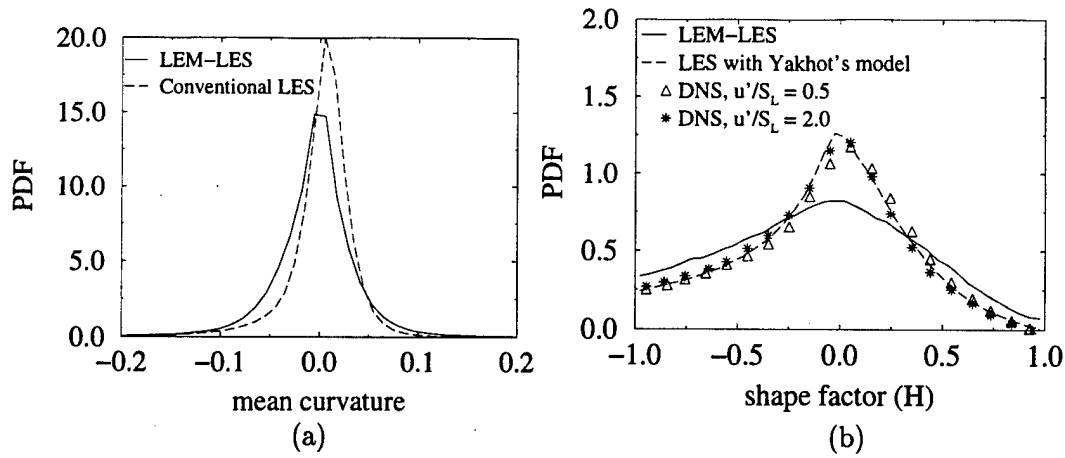 20.0
LEM−LES
Conventional LES
15.0
10.0
5.0
0.0
PDF
−0.2 −0.1 0.0 0.1 0.2
mean curvature
(a)
2.0
LEM−LES
LES with Yakhot's model
DNS, u'/S_L = 0.5
DNS, u'/S_L = 2.0
1.5
1.0
0.5
0.0
PDF
−1.0 −0.5 0.0 0.5 1.0
shape factor (H)
(b)